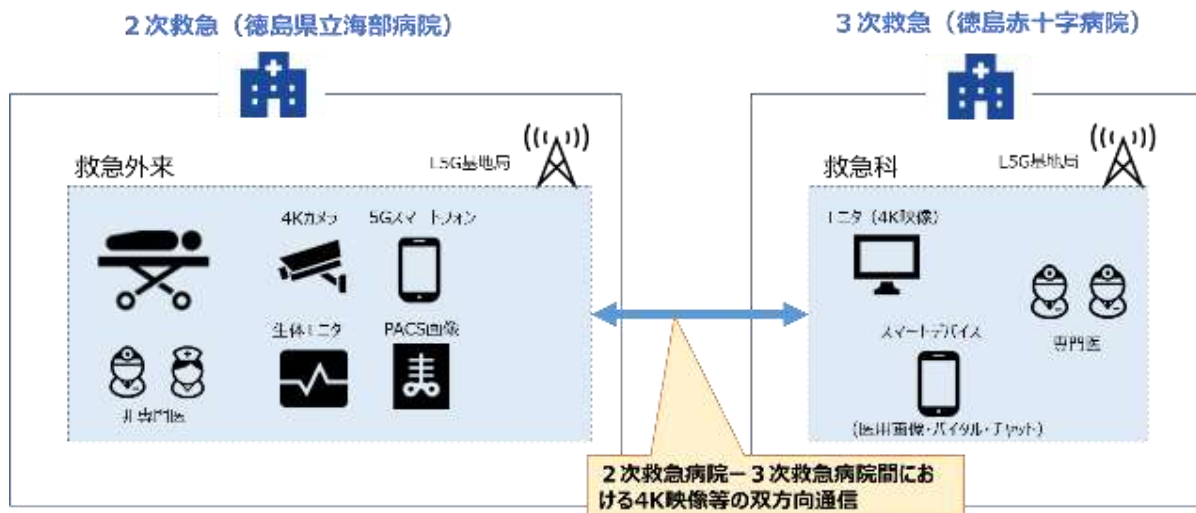 ２次救急（徳島県立海部病院）
３次救急（徳島赤十字病院）
救急外来
L5G基地局
4Kカメラ
5Gスマートフォン
生体モニタ
PACS画像
非専門医
救急科
L5G基地局
モニタ（4K映像）
スマートデバイス
専門医
(医用画像・バイタル・チャット)
２次救急病院－３次救急病院間にお
ける4K映像等の双方向通信